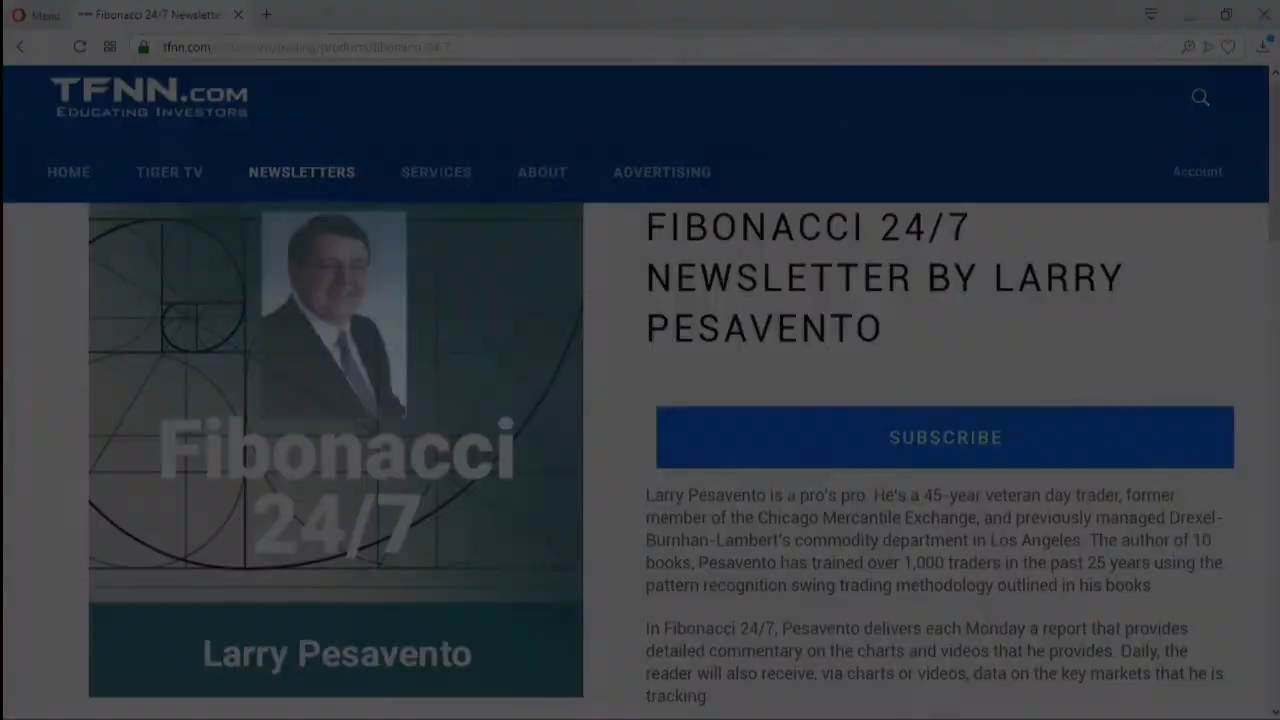 Menu
Fibonacci 24/7 Newslette
tfnn.com
TFNN.COM
EDUCATING INVESTORS
HOME
TIGER TV
NEWSLETTERS
SERVICES
ABOUT
ADVERTISING
Account
Fibonacci
24/7
Larry Pesavento
FIBONACCI 24/7
NEWSLETTER BY LARRY
PESAVENTO
SUBSCRIBE
Larry Pesavento is a pro's pro. He's a 45-year veteran day trader, former
member of the Chicago Mercantile Exchange, and previously managed Drexel-
Burnhan-Lambert's commodity department in Los Angeles. The author of 10
books, Pesavento has trained over 1,000 traders in the past 25 years using the
pattern recognition swing trading methodology outlined in his books
In Fibonacci 24/7, Pesavento delivers each Monday a report that provides
detailed commentary on the charts and videos that he provides. Daily, the
reader will also receive, via charts or videos, data on the key markets that he is
tracking